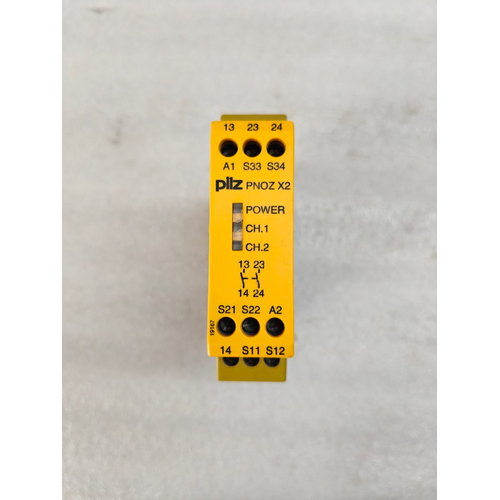 13 23 24
A1 S33 S34
pilz PNOZ X2
POWER
CH.1
CH.2
13 23
14 24
S21 S22 A2
14 S11 S12